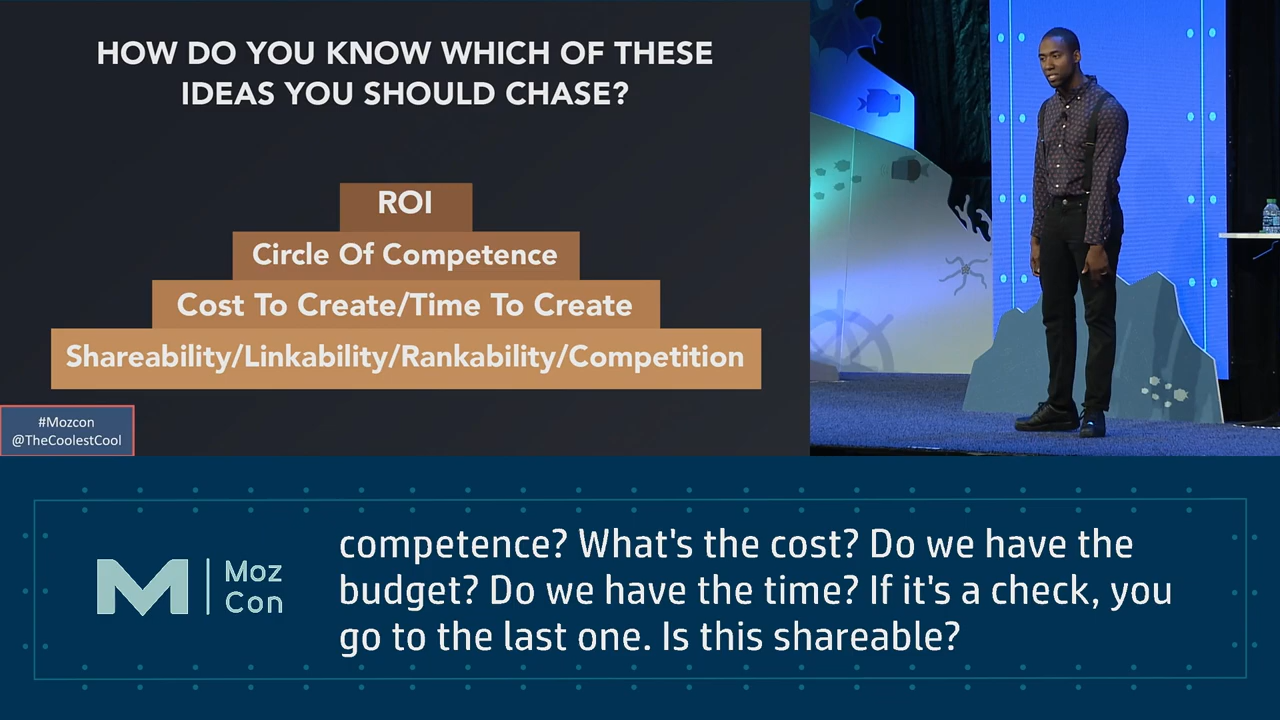 HOW DO YOU KNOW WHICH OF THESE
IDEAS YOU SHOULD CHASE?
ROI
Circle Of Competence
Cost To Create/Time To Create
Shareability/Linkability/Rankability/Competition
#Mozcon
@TheCoolestCool
M
Moz
Con
competence? What's the cost? Do we have the
budget? Do we have the time? If it's a check, you
go to the last one. Is this shareable?